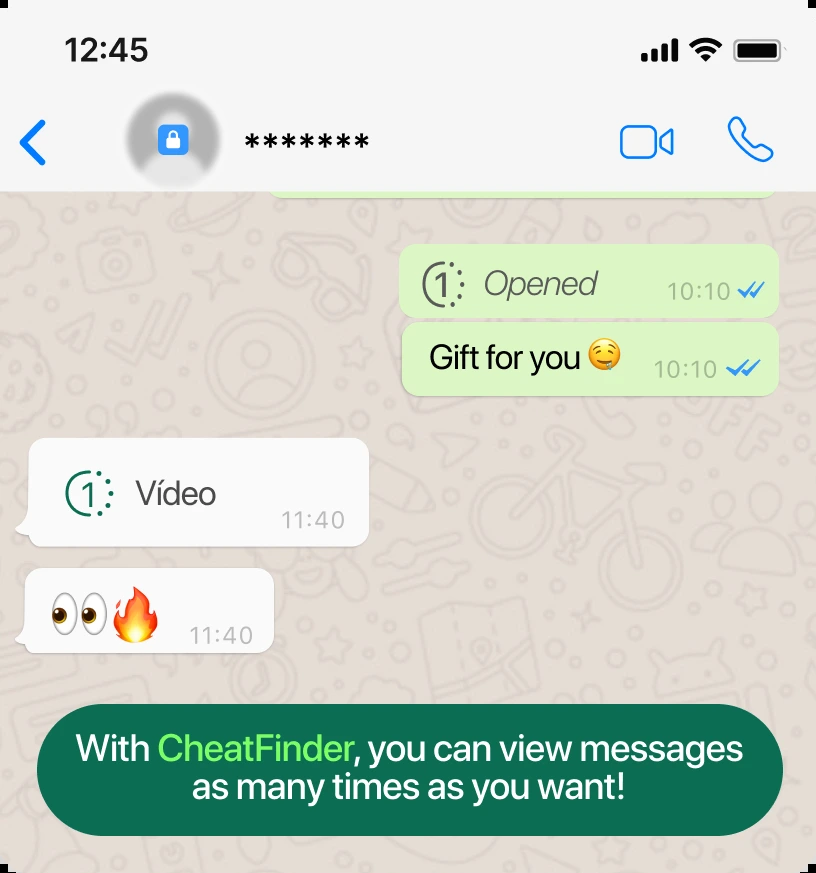 12:45
*******
1 Opened 10:10
Gift for you🤤 10:10
1 Vídeo
11:40
👀🔥 11:40
With CheatFinder, you can view messages
as many times as you want!